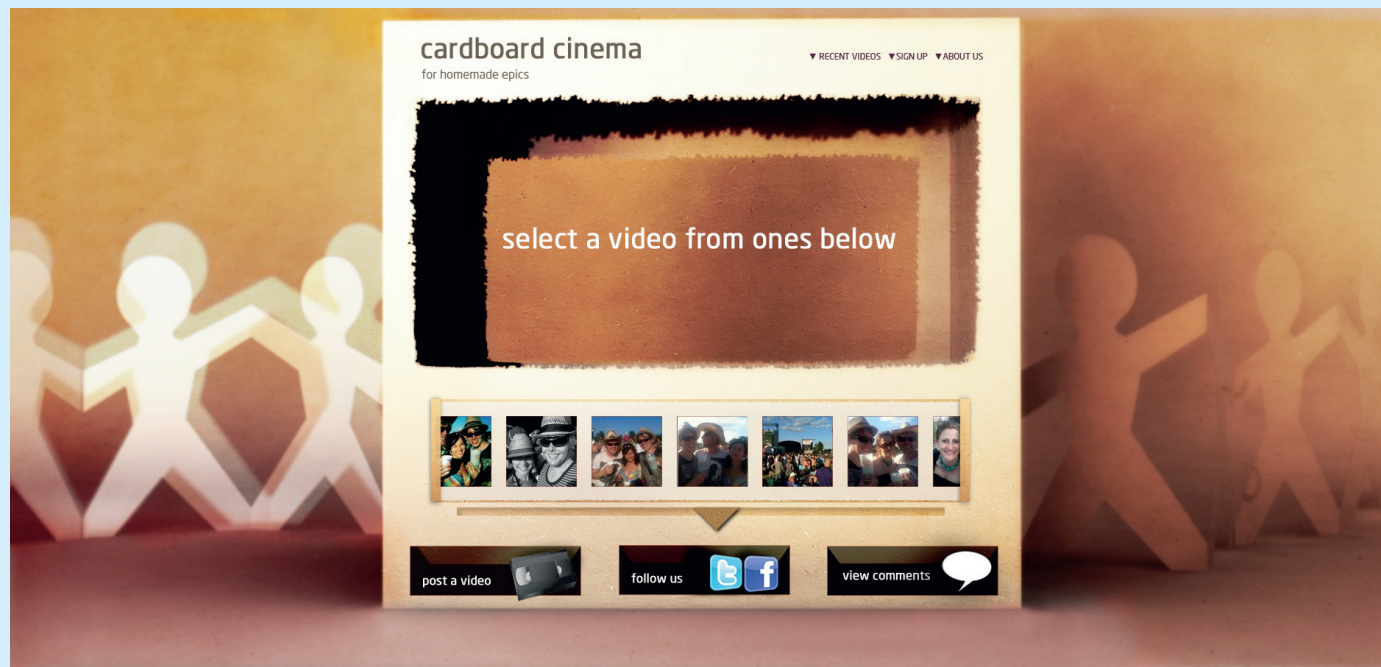 cardboard cinema
for homemade epics
▼ RECENT VIDEOS ▼ SIGN UP ▼ ABOUT US
select a video from ones below
post a video
follow us
view comments